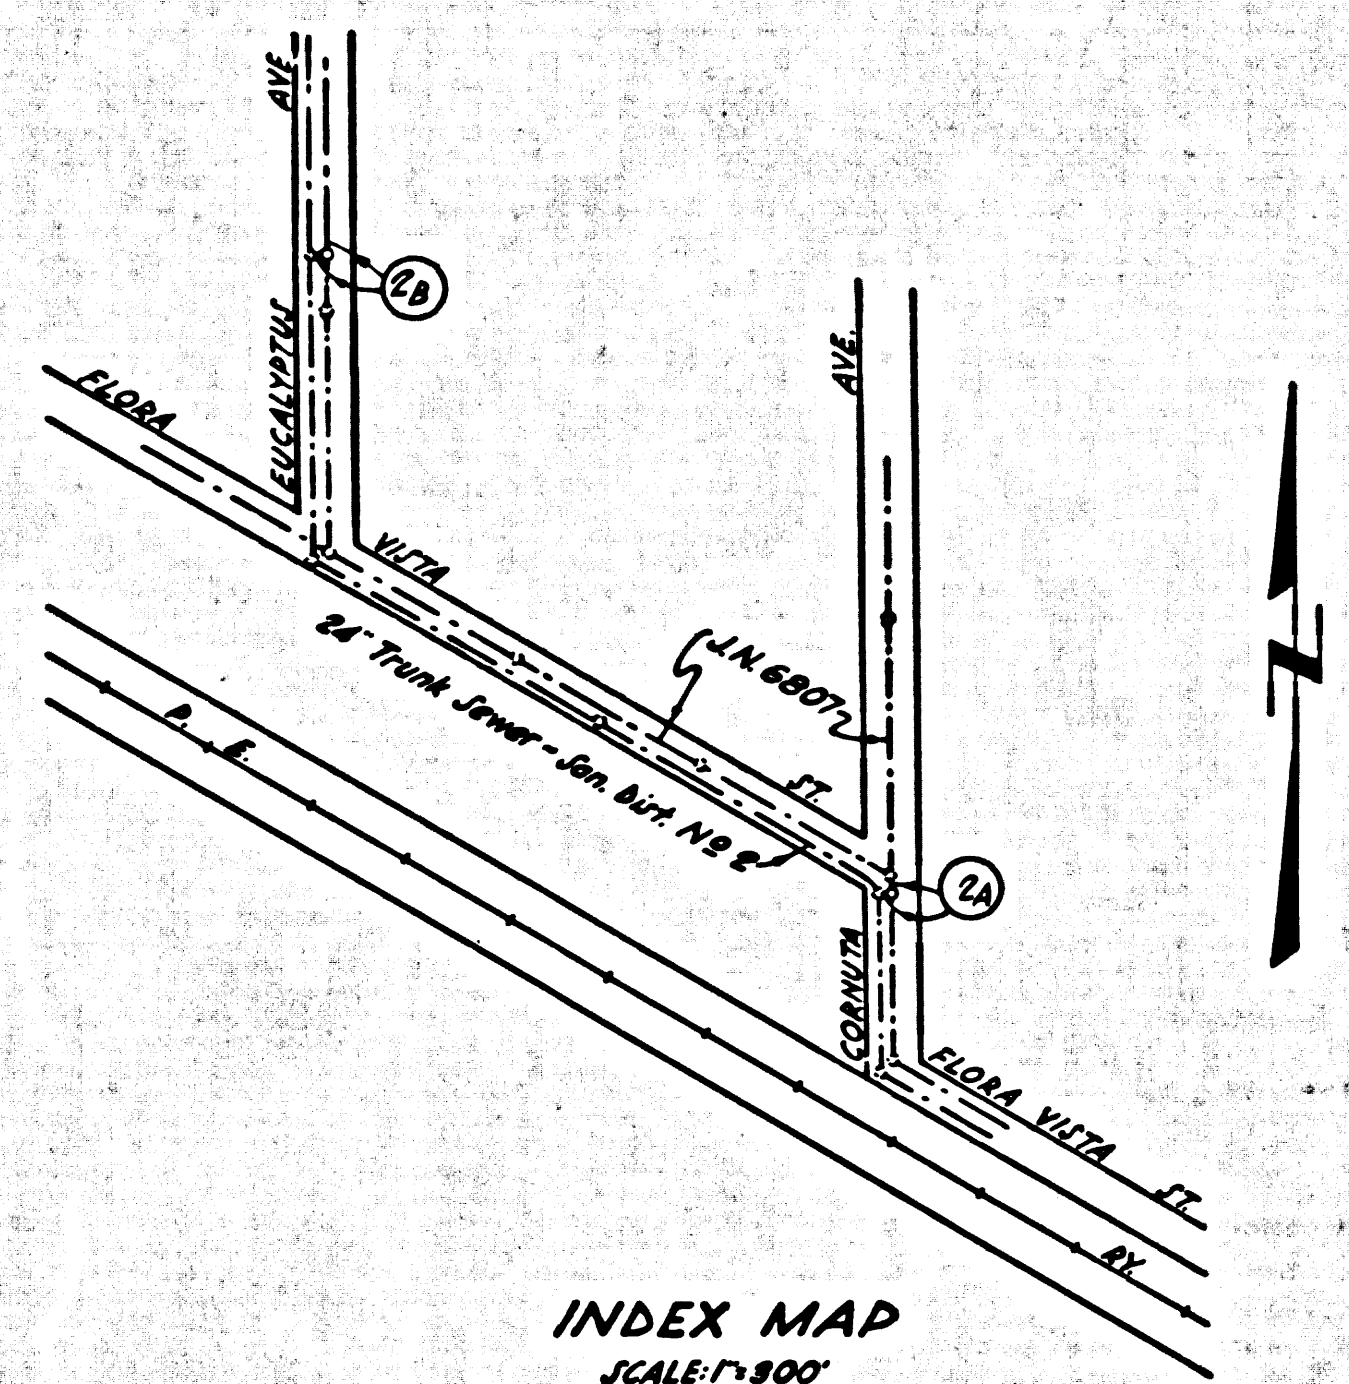 AVE.
EUCALYPTUS
2B
FLORA
VISTA
ST.
AVE.
J.N. 6807
24" Trunk Sewer - San. Dist. Nº 2
2A
CORNUTA
P. E.
RY.
FLORA VISTA ST.
INDEX MAP
SCALE: 1"=300'